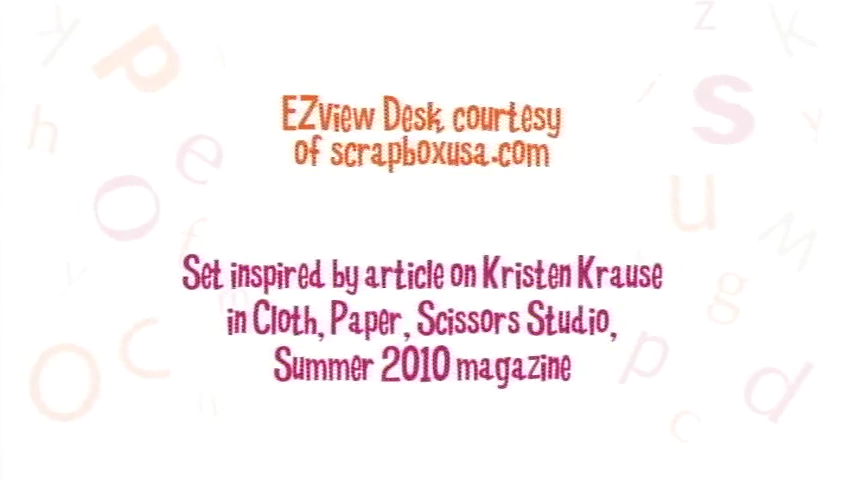 EZview Desk courtesy
of scrapboxusa.com
Set inspired by article on Kristen Krause
in Cloth, Paper, Scissors Studio,
Summer 2010 magazine